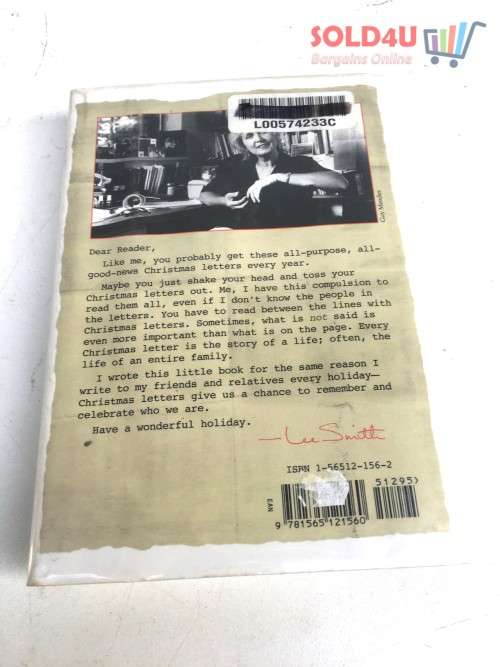 SOLD4U
Bargains Online
L00574233C
Guy Mendes
Dear Reader,
Like me, you probably get these all-purpose, all-
good-news Christmas letters every year.
Maybe you just shake your head and toss your
Christmas letters out. Me, I have this compulsion to
read them all, even if I don't know the people in
the letters. You have to read between the lines with
Christmas letters. Sometimes, what is not said is
even more important than what is on the page. Every
Christmas letter is the story of a life; often, the
life of an entire family.
I wrote this little book for the same reason I
write to my friends and relatives every holiday—
Christmas letters give us a chance to remember and
celebrate who we are.
Have a wonderful holiday.
—Lee Smith
ISBN 1-56512-156-2
51295>
EAN
9 781565 121560